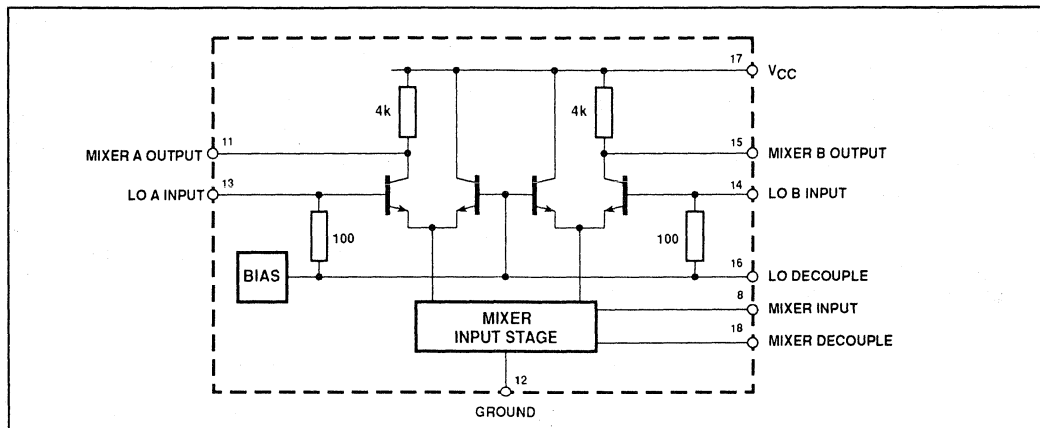 17
VCC
4k
4k
11
MIXER A OUTPUT
15
MIXER B OUTPUT
13
LO A INPUT
14
LO B INPUT
100
100
BIAS
16
LO DECOUPLE
8
MIXER INPUT
MIXER
INPUT STAGE
18
MIXER DECOUPLE
12
GROUND